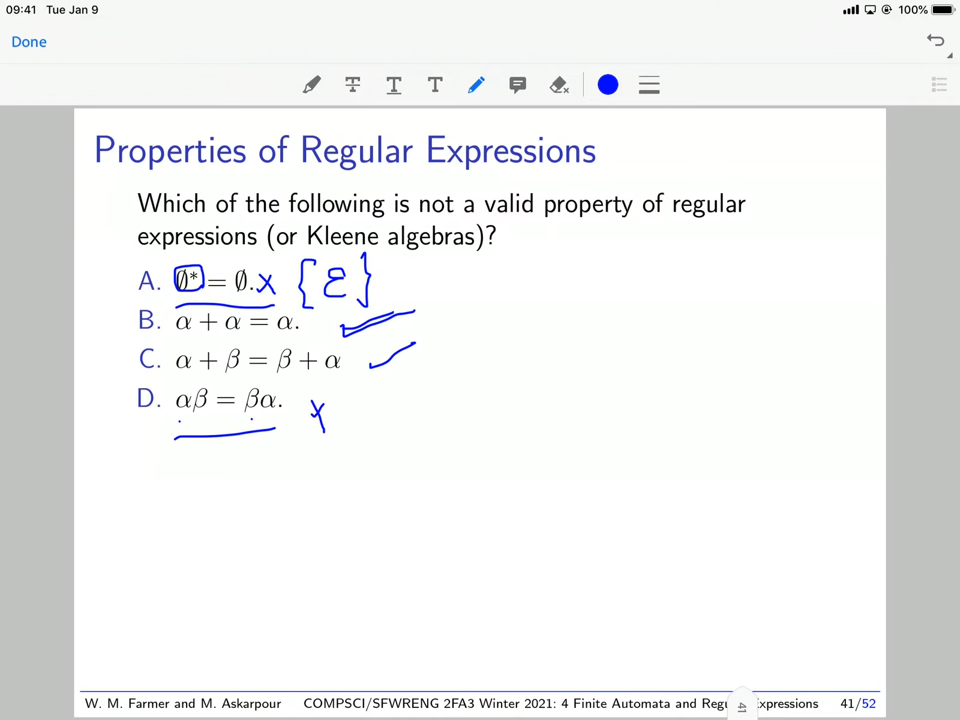 09:41 Tue Jan 9 100%
Done
T T T
Properties of Regular Expressions
Which of the following is not a valid property of regular
expressions (or Kleene algebras)?
A. ∅* = ∅. x {ε}
B. α + α = α.
C. α + β = β + α
D. αβ = βα. x
W. M. Farmer and M. Askarpour COMPSCI/SFWRENG 2FA3 Winter 2021: 4 Finite Automata and Regu xpressions 41/52
41